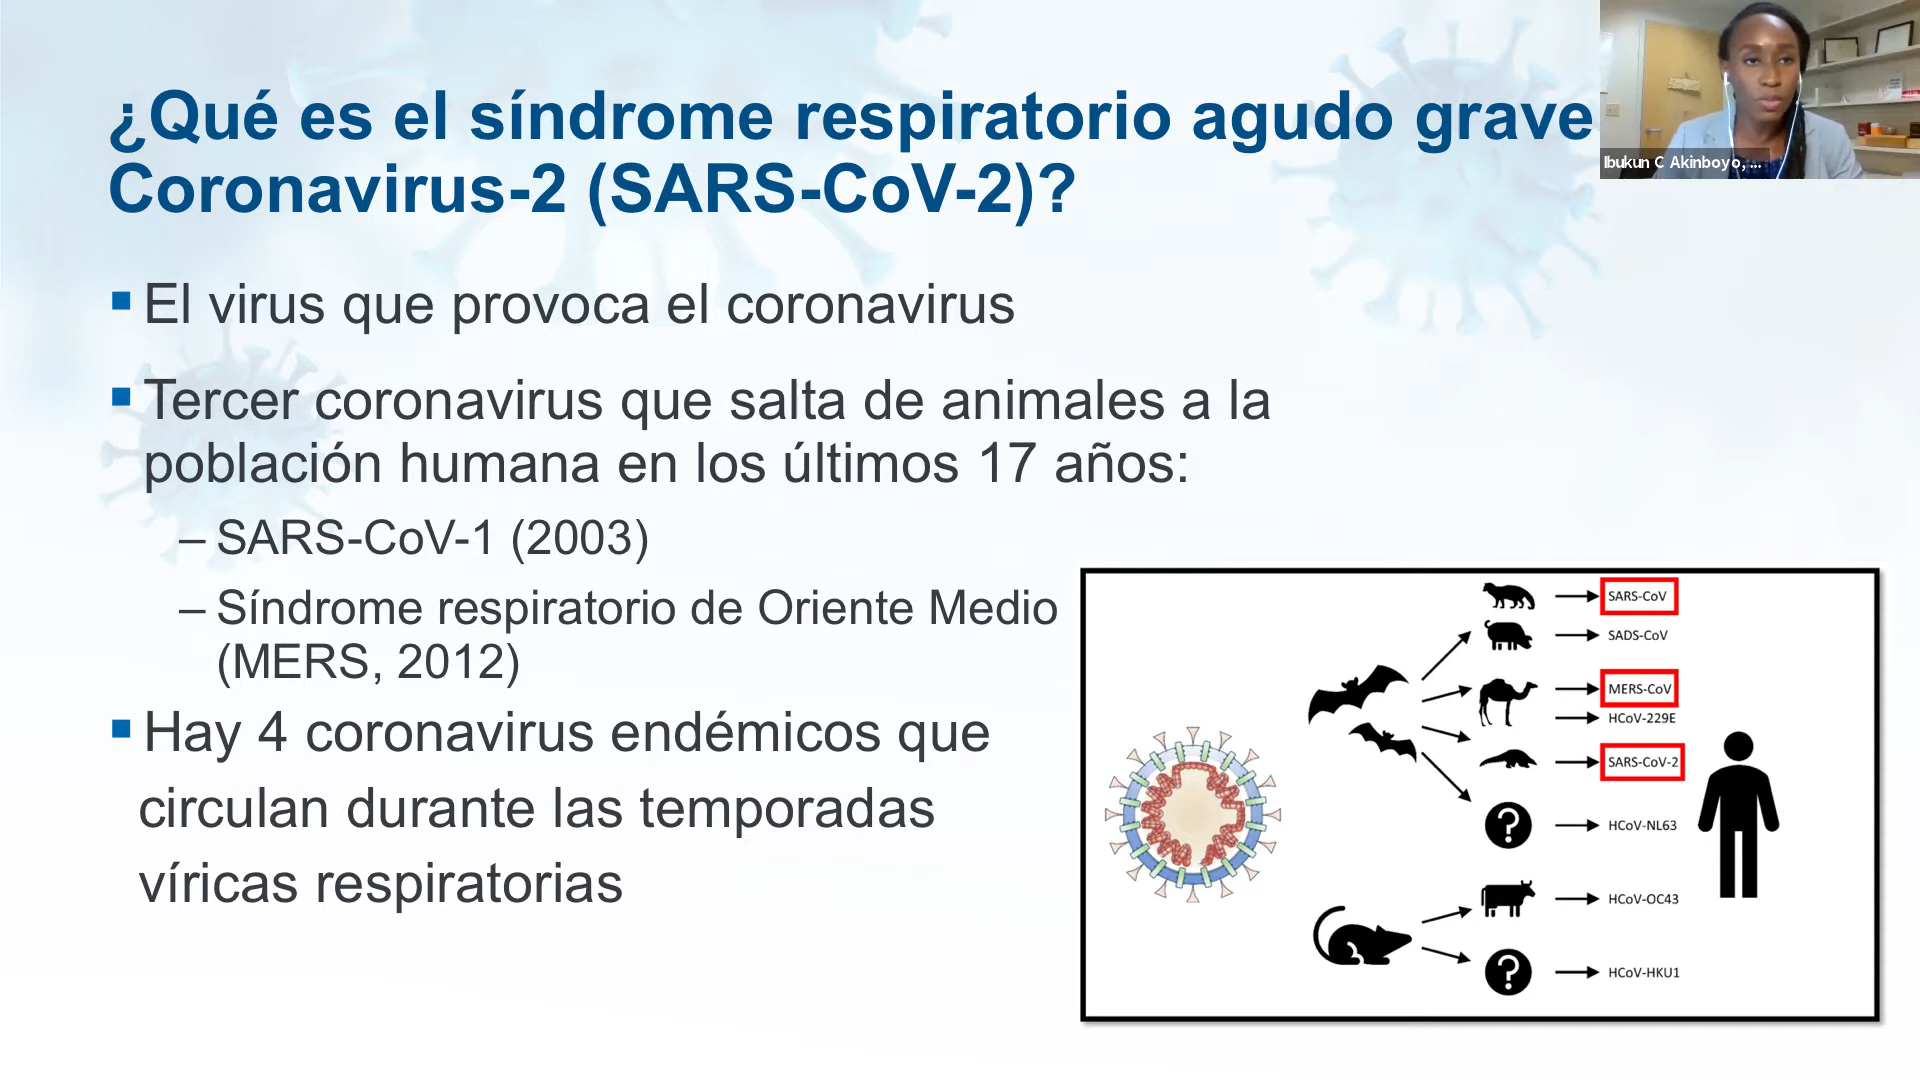 ¿Qué es el síndrome respiratorio agudo grave
Coronavirus-2 (SARS-CoV-2)?
Ibukun C Akinboyo, ...
El virus que provoca el coronavirus
Tercer coronavirus que salta de animales a la
población humana en los últimos 17 años:
– SARS-CoV-1 (2003)
– Síndrome respiratorio de Oriente Medio
(MERS, 2012)
Hay 4 coronavirus endémicos que
circulan durante las temporadas
víricas respiratorias
SARS-CoV
SADS-CoV
MERS-CoV
HCoV-229E
SARS-CoV-2
?
HCoV-NL63
HCoV-OC43
?
HCoV-HKU1